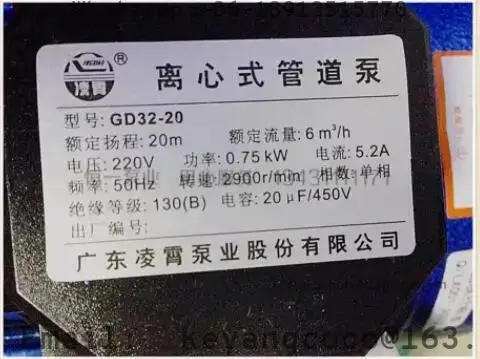 凌霄 ®
离心式管道泵
型号: GD32-20
额定扬程: 20m 额定流量: 6 m³/h
电压: 220V 功率: 0.75 kW 电流: 5.2A
频率: 50Hz 转速: 2900r/min 相数: 单相
绝缘等级: 130(B) 电容: 20 μF/450V
出厂编号:
广东凌霄泵业股份有限公司
Email: keyangcoco@163.